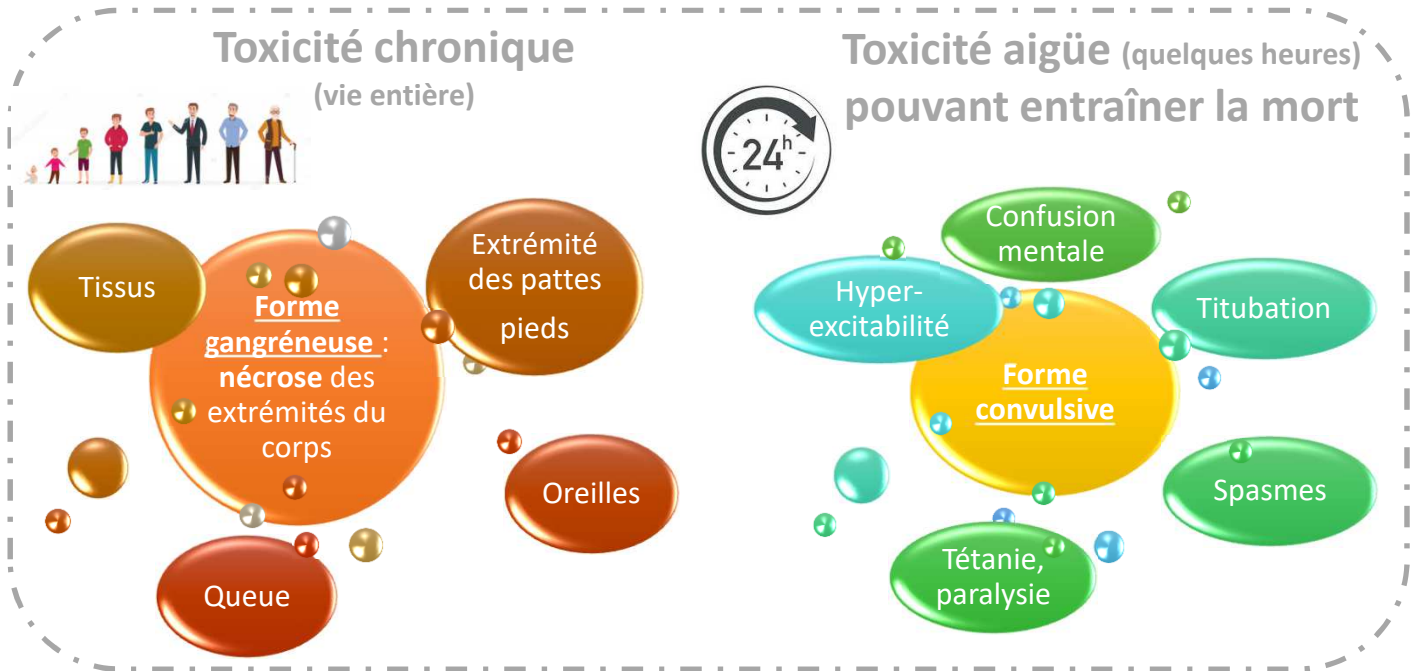 Toxicité chronique
(vie entière)
Tissus
Forme
gangréneuse :
nécrose des
extrémités du
corps
Extrémité
des pattes
pieds
Oreilles
Queue
Toxicité aigüe (quelques heures)
pouvant entraîner la mort
24h
Confusion
mentale
Hyper-
excitabilité
Titubation
Forme
convulsive
Spasmes
Tétanie,
paralysie